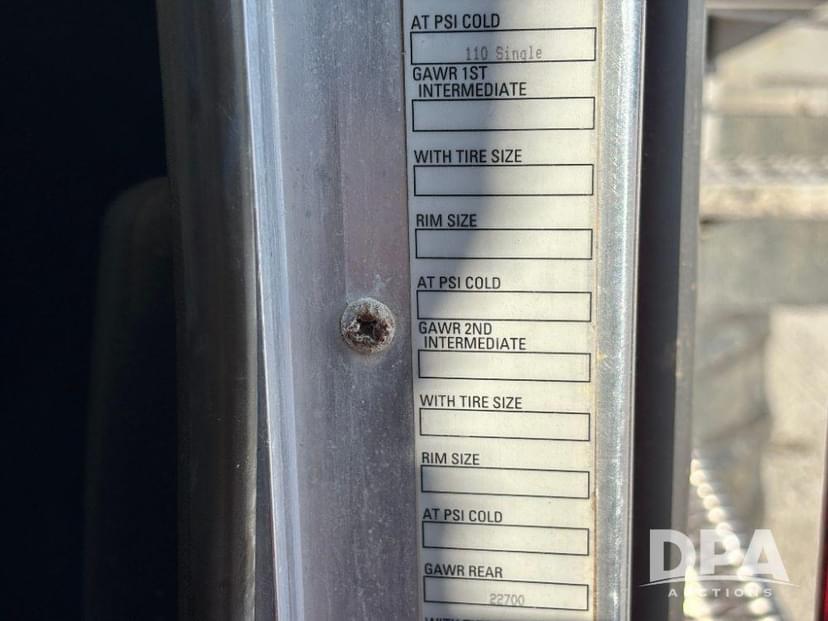 AT PSI COLD
110 Single
GAWR 1ST
INTERMEDIATE
WITH TIRE SIZE
RIM SIZE
AT PSI COLD
GAWR 2ND
INTERMEDIATE
WITH TIRE SIZE
RIM SIZE
AT PSI COLD
GAWR REAR
22700
DPA
AUCTIONS